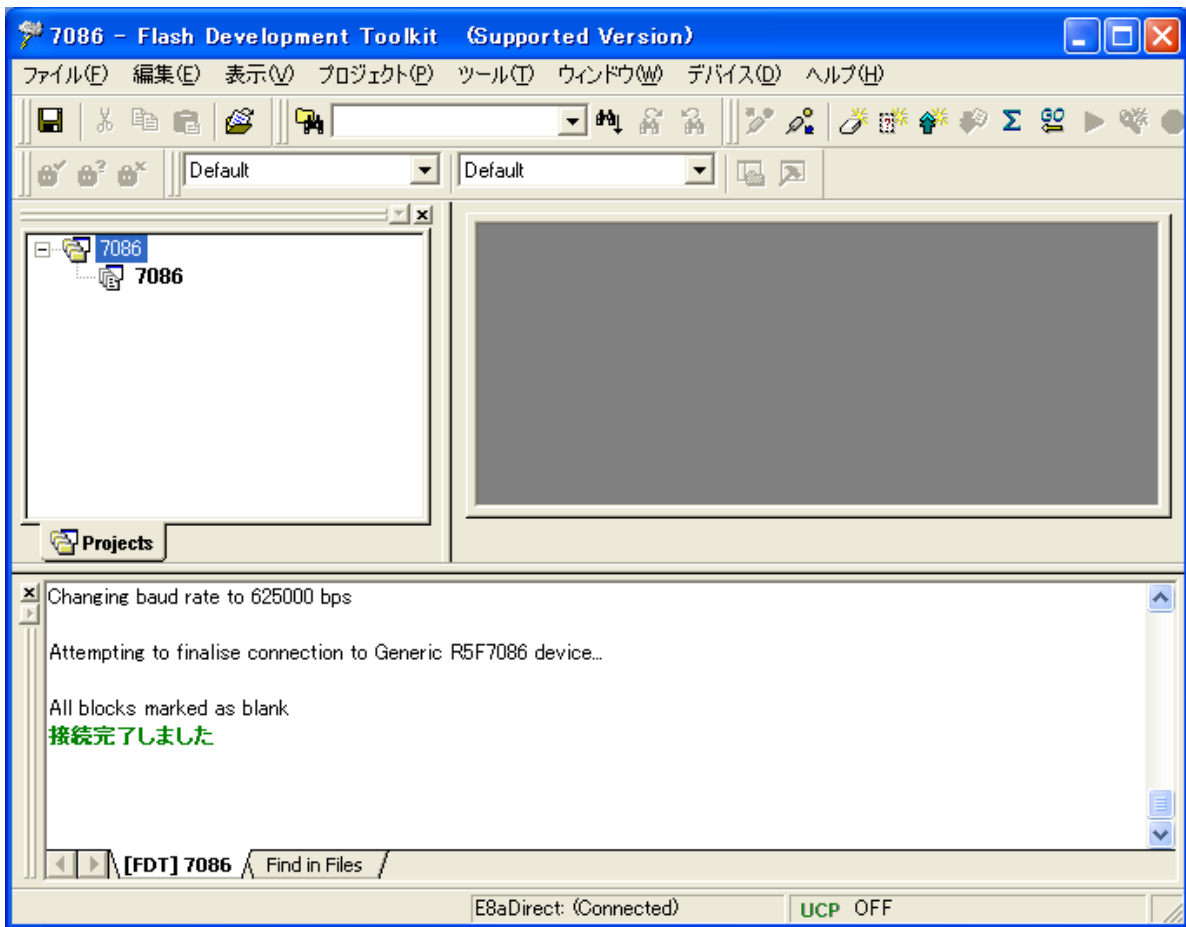 7086 - Flash Development Toolkit (Supported Version)
ファイル(F) 編集(E) 表示(V) プロジェクト(P) ツール(T) ウィンドウ(W) デバイス(D) ヘルプ(H)
Σ GO
Default Default
7086
7086
Projects
Changing baud rate to 625000 bps
Attempting to finalise connection to Generic R5F7086 device...
All blocks marked as blank
接続完了しました
[FDT] 7086 Find in Files
E8aDirect: (Connected) UCP OFF